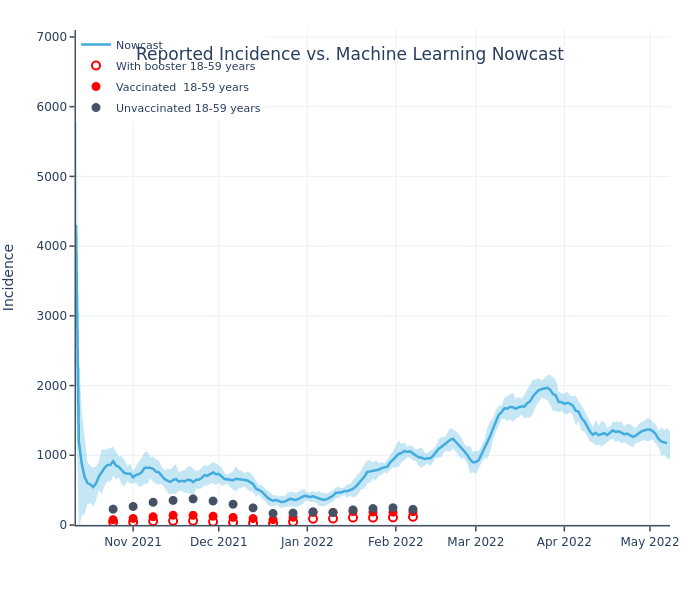 Reported Incidence vs. Machine Learning Nowcast
Nowcast
With booster 18-59 years
Vaccinated  18-59 years
Unvaccinated 18-59 years
Incidence
7000
6000
5000
4000
3000
2000
1000
0
Nov 2021
Dec 2021
Jan 2022
Feb 2022
Mar 2022
Apr 2022
May 2022